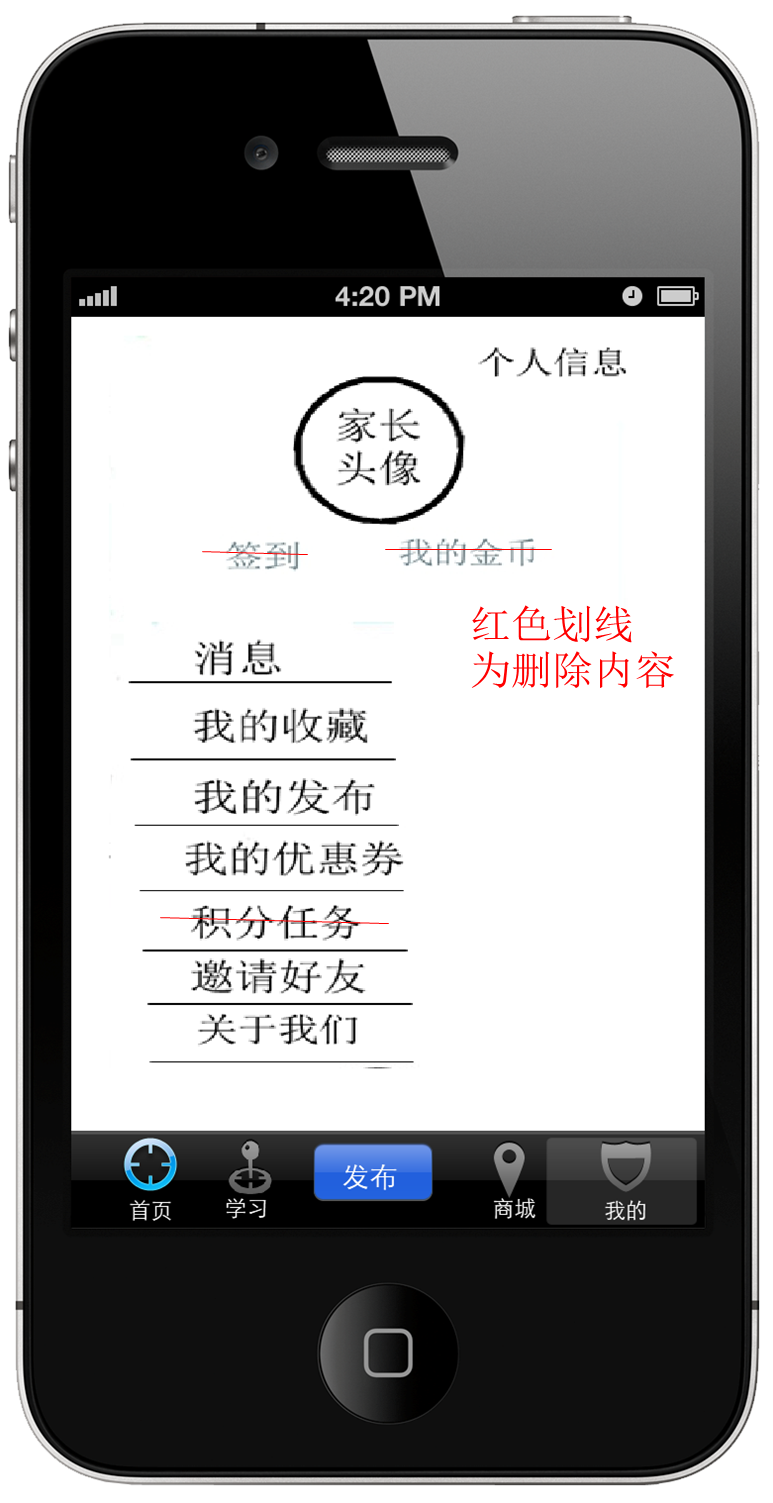 4:20 PM
个人信息
家长
头像
签到
我的金币
红色划线
为删除内容
消息
我的收藏
我的发布
我的优惠券
积分任务
邀请好友
关于我们
首页
学习
发布
商城
我的